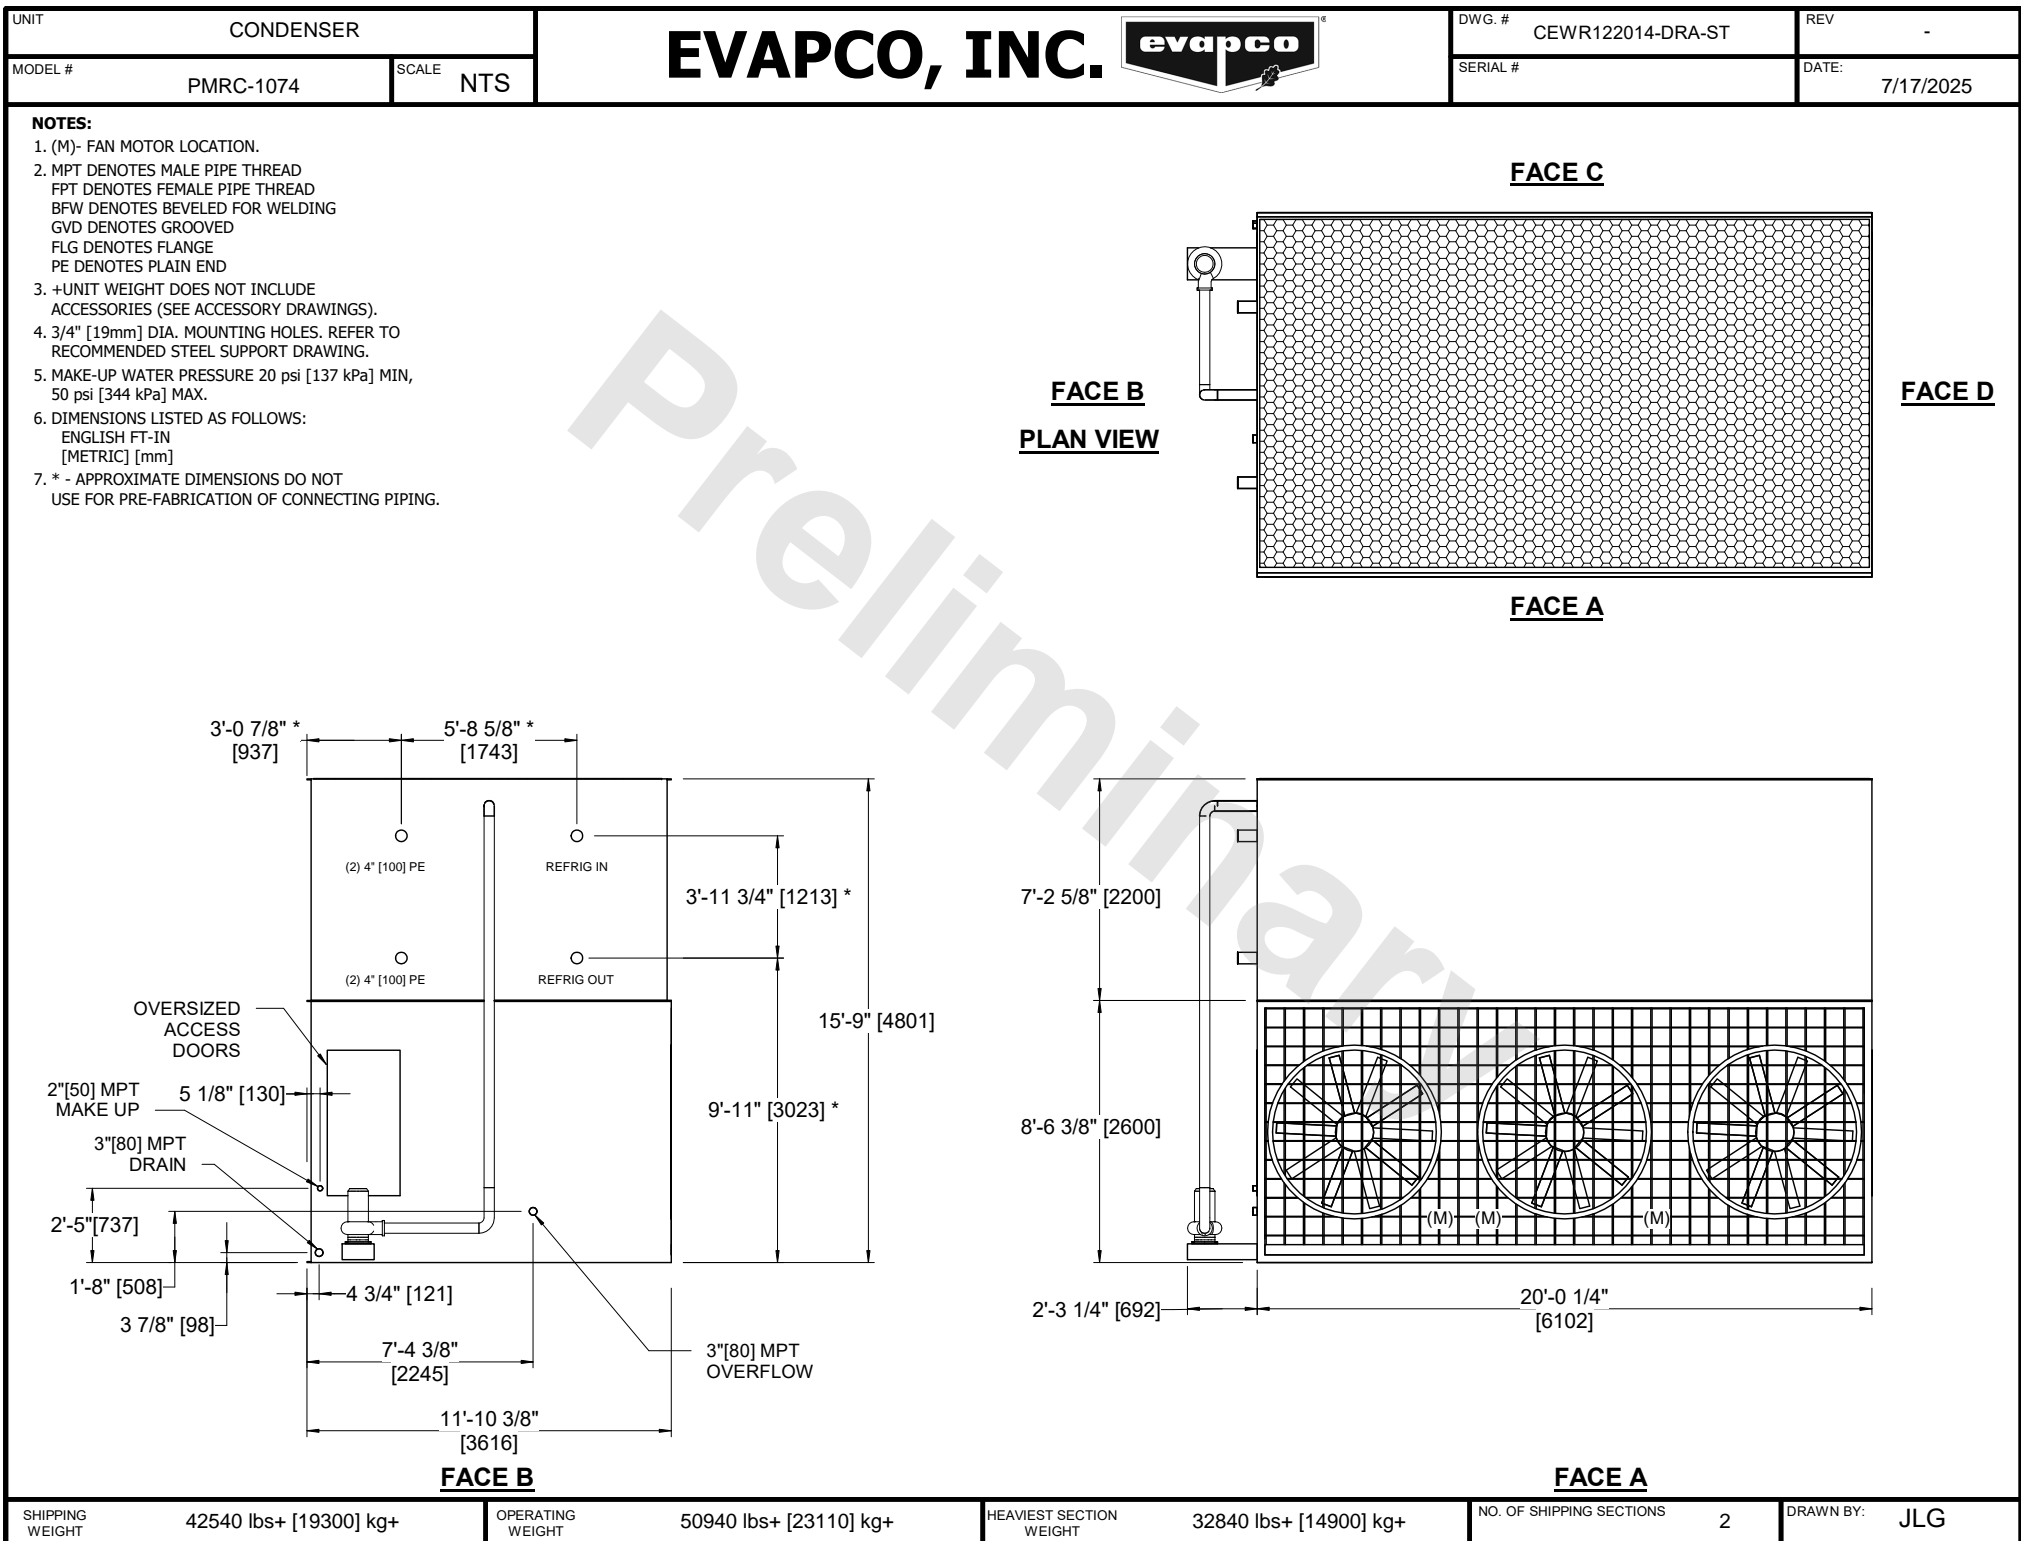 UNIT
CONDENSER
MODEL #
PMRC-1074
SCALE
NTS
EVAPCO, INC.
evapco
®
DWG. #
CEWR122014-DRA-ST
REV
-
SERIAL #
DATE:
7/17/2025
NOTES:
1. (M)- FAN MOTOR LOCATION.
2. MPT DENOTES MALE PIPE THREAD
FPT DENOTES FEMALE PIPE THREAD
BFW DENOTES BEVELED FOR WELDING
GVD DENOTES GROOVED
FLG DENOTES FLANGE
PE DENOTES PLAIN END
3. +UNIT WEIGHT DOES NOT INCLUDE
ACCESSORIES (SEE ACCESSORY DRAWINGS).
4. 3/4" [19mm] DIA. MOUNTING HOLES. REFER TO
RECOMMENDED STEEL SUPPORT DRAWING.
5. MAKE-UP WATER PRESSURE 20 psi [137 kPa] MIN,
50 psi [344 kPa] MAX.
6. DIMENSIONS LISTED AS FOLLOWS:
ENGLISH FT-IN
[METRIC] [mm]
7. * - APPROXIMATE DIMENSIONS DO NOT
USE FOR PRE-FABRICATION OF CONNECTING PIPING.
Preliminary
FACE C
FACE B
PLAN VIEW
FACE D
FACE A
3'-0 7/8" *
[937]
5'-8 5/8" *
[1743]
(2) 4" [100] PE
REFRIG IN
3'-11 3/4" [1213] *
(2) 4" [100] PE
REFRIG OUT
OVERSIZED
ACCESS
DOORS
15'-9" [4801]
2"[50] MPT
MAKE UP
5 1/8" [130]
9'-11" [3023] *
3"[80] MPT
DRAIN
2'-5"[737]
1'-8" [508]
4 3/4" [121]
3 7/8" [98]
7'-4 3/8"
[2245]
3"[80] MPT
OVERFLOW
11'-10 3/8"
[3616]
FACE B
7'-2 5/8" [2200]
8'-6 3/8" [2600]
(M)
(M)
(M)
2'-3 1/4" [692]
20'-0 1/4"
[6102]
FACE A
SHIPPING
WEIGHT
42540 lbs+ [19300] kg+
OPERATING
WEIGHT
50940 lbs+ [23110] kg+
HEAVIEST SECTION
WEIGHT
32840 lbs+ [14900] kg+
NO. OF SHIPPING SECTIONS
2
DRAWN BY:
JLG